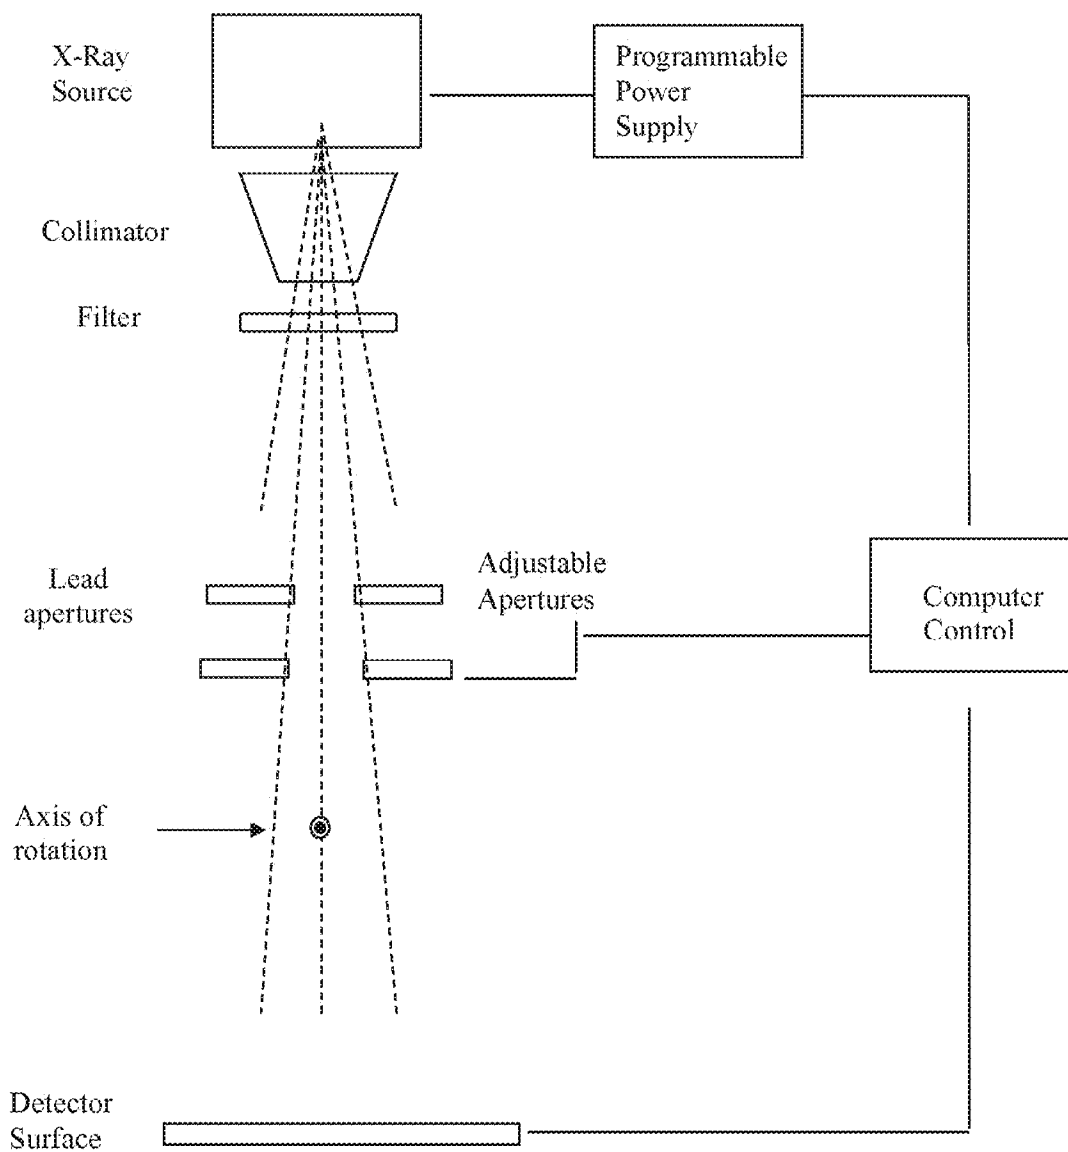 X-Ray
Source
Programmable
Power
Supply
Collimator
Filter
Lead
apertures
Adjustable
Apertures
Computer
Control
Axis of
rotation
Detector
Surface